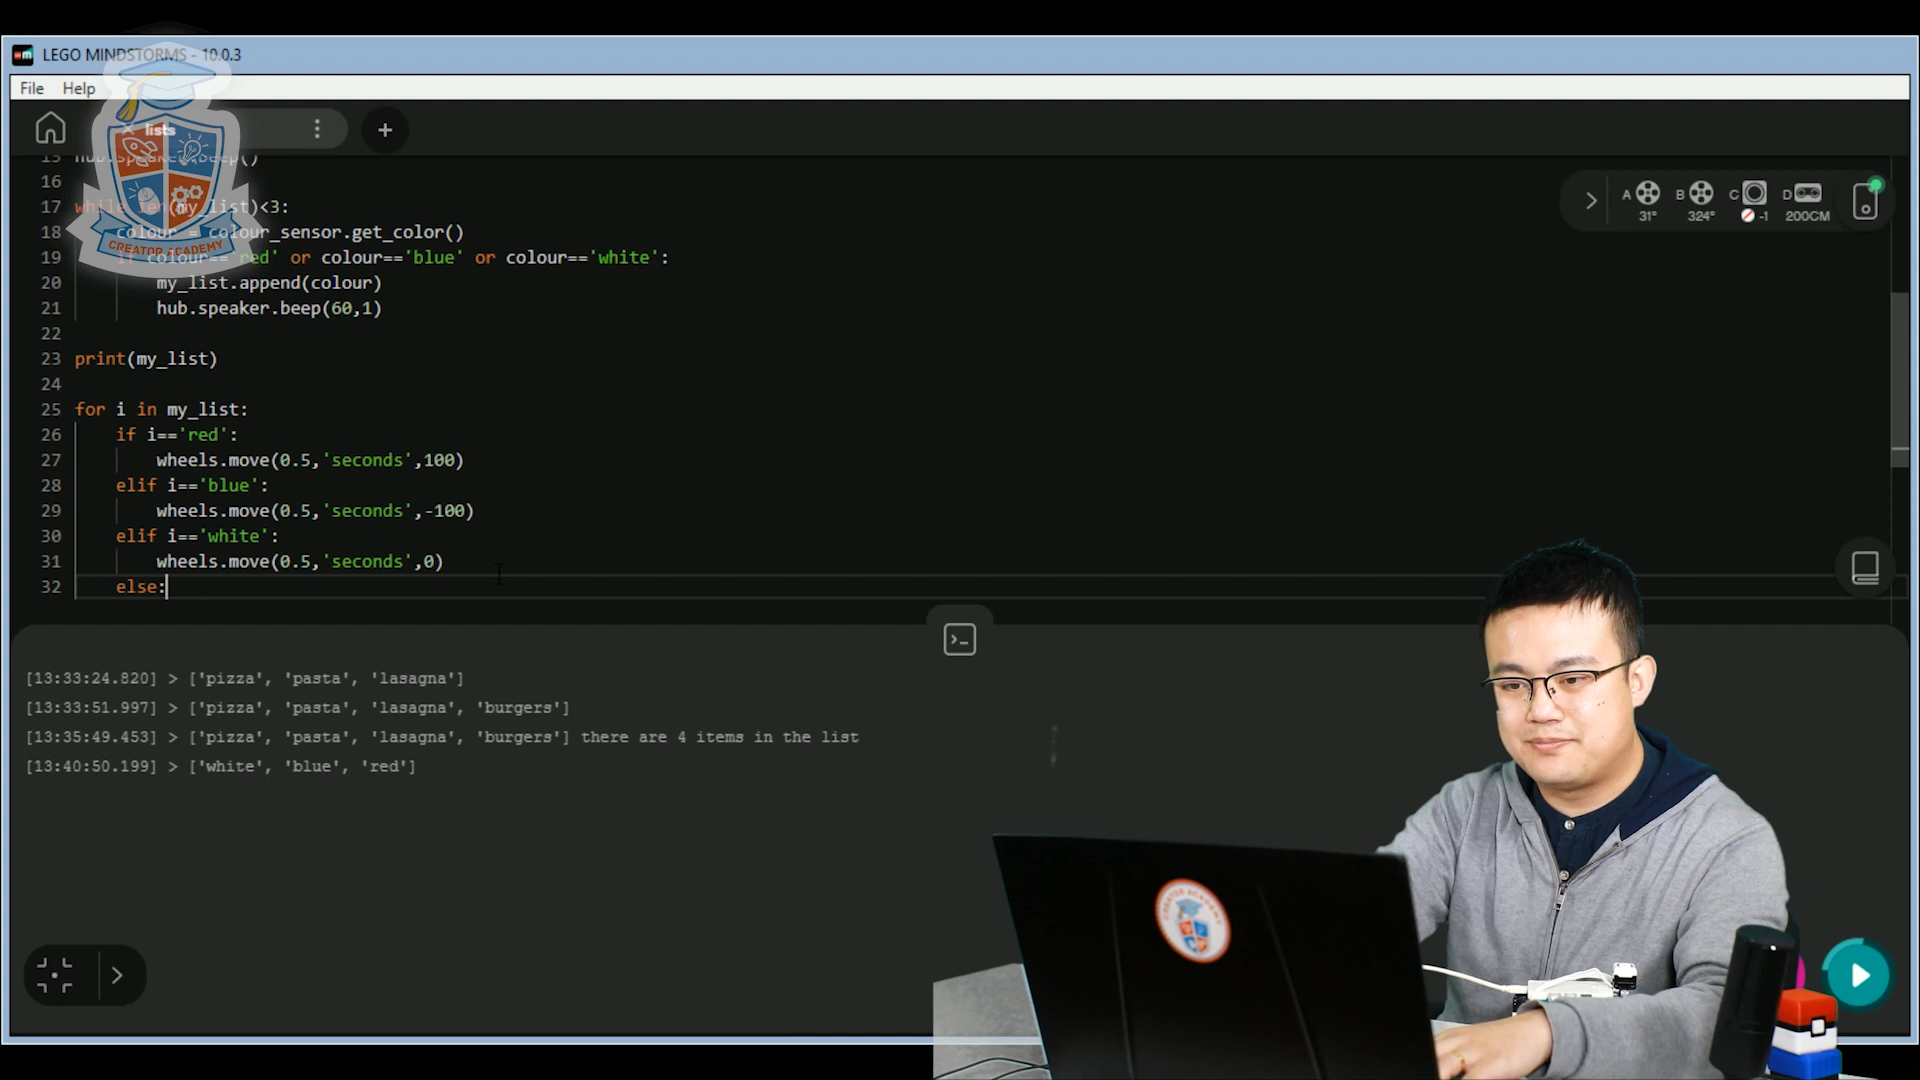 LEGO MINDSTORMS - 10.0.3
File Help
lists
15 hub.speaker.beep()
16
17 while len(my_list)<3:
18 colour = colour_sensor.get_color()
19 if colour=='red' or colour=='blue' or colour=='white':
20 my_list.append(colour)
21 hub.speaker.beep(60,1)
22
23 print(my_list)
24
25 for i in my_list:
26 if i=='red':
27 wheels.move(0.5,'seconds',100)
28 elif i=='blue':
29 wheels.move(0.5,'seconds',-100)
30 elif i=='white':
31 wheels.move(0.5,'seconds',0)
32 else:
A B C D
31° 324° -1 200CM
CREATOR ACADEMY
[13:33:24.820] > ['pizza', 'pasta', 'lasagna']
[13:33:51.997] > ['pizza', 'pasta', 'lasagna', 'burgers']
[13:35:49.453] > ['pizza', 'pasta', 'lasagna', 'burgers'] there are 4 items in the list
[13:40:50.199] > ['white', 'blue', 'red']
CREATOR ACADEMY